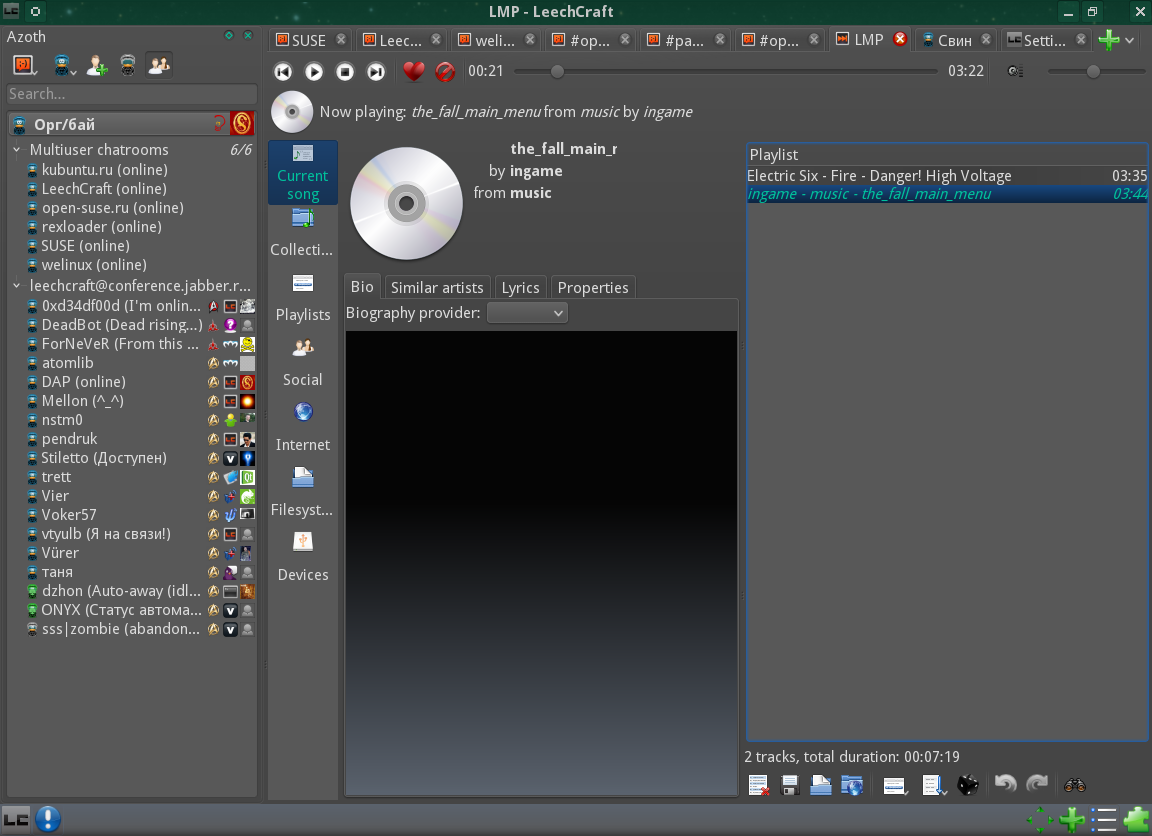 LMP - LeechCraft
Azoth
Search...
Орг/бай
Multiuser chatrooms 6/6
kubuntu.ru (online)
LeechCraft (online)
open-suse.ru (online)
rexloader (online)
SUSE (online)
welinux (online)
leechcraft@conference.jabber.r...
0xd34df00d (I'm onlin...
DeadBot (Dead rising...)
ForNeVeR (From this ...
atomlib
DAP (online)
Mellon (^_^)
nstm0
pendruk
Stiletto (Доступен)
trett
Vier
Voker57
vtyulb (Я на связи!)
Vürer
таня
dzhon (Auto-away (idl...
ONYX (Статус автома...
sss|zombie (abandon...
SUSE Leec... weli... #op... #pa... #op... LMP Свин Setti...
00:21 03:22
Now playing: the_fall_main_menu from music by ingame
Current
song
Collecti...
Playlists
Social
Internet
Filesyst...
Devices
the_fall_main_r
by ingame
from music
Bio Similar artists Lyrics Properties
Biography provider:
Playlist
Electric Six - Fire - Danger! High Voltage 03:35
ingame - music - the_fall_main_menu 03:44
2 tracks, total duration: 00:07:19
LC